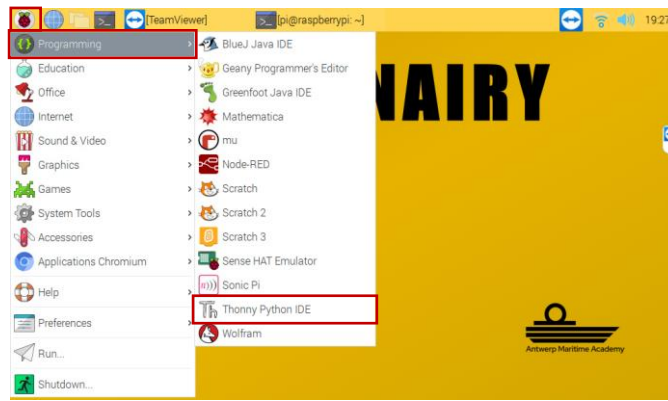 [TeamViewer]
[pi@raspberrypi: ~]
19:27
Programming
Education
Office
Internet
Sound & Video
Graphics
Games
System Tools
Accessories
Applications Chromium
Help
Preferences
Run...
Shutdown...
BlueJ Java IDE
Geany Programmer's Editor
Greenfoot Java IDE
Mathematica
mu
Node-RED
Scratch
Scratch 2
Scratch 3
Sense HAT Emulator
Sonic Pi
Thonny Python IDE
Wolfram
NAIRY
Antwerp Maritime Academy